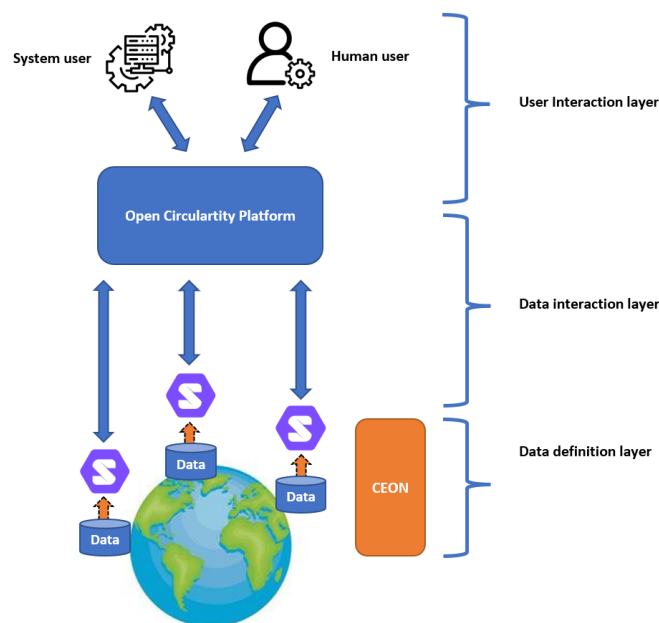 System user
Human user
User Interaction layer
Open Circulartity Platform
Data interaction layer
Data definition layer
Data
Data
CEON
Data